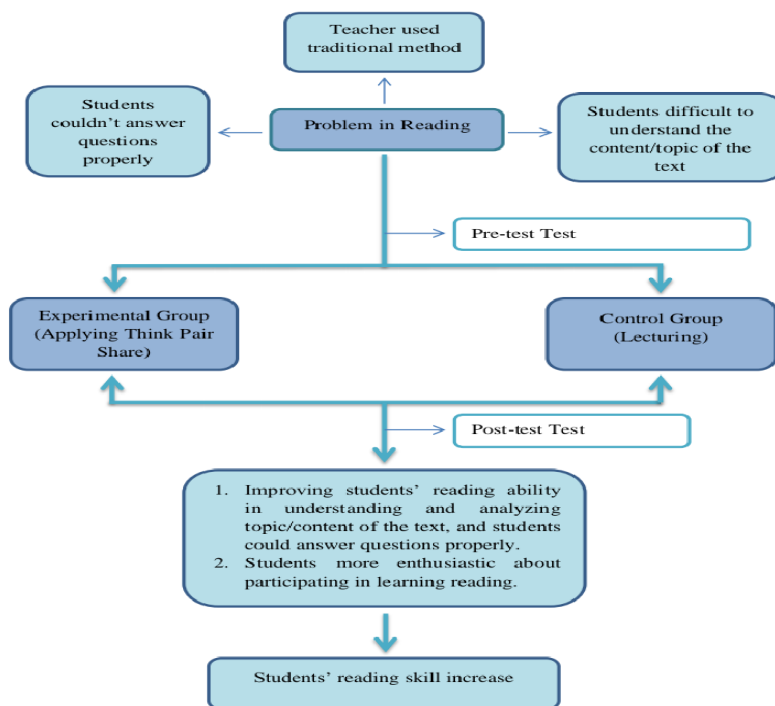 Teacher used
traditional method
Students
couldn't answer
questions
properly
Problem in Reading
Students difficult to
understand the
content/topic of the
text
Pre-test Test
Experimental Group
(Applying Think Pair
Share)
Control Group
(Lecturing)
Post-test Test
1. Improving students' reading ability
in understanding and analyzing
topic/content of the text, and students
could answer questions properly.
2. Students more enthusiastic about
participating in learning reading.
Students' reading skill increase